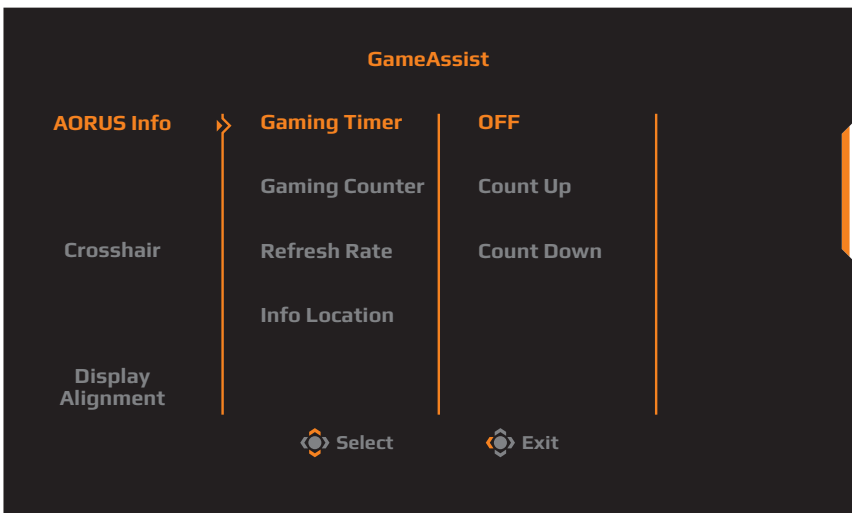 GameAssist
AORUS Info
Gaming Timer
OFF
Gaming Counter
Count Up
Crosshair
Refresh Rate
Count Down
Info Location
Display
Alignment
Select
Exit